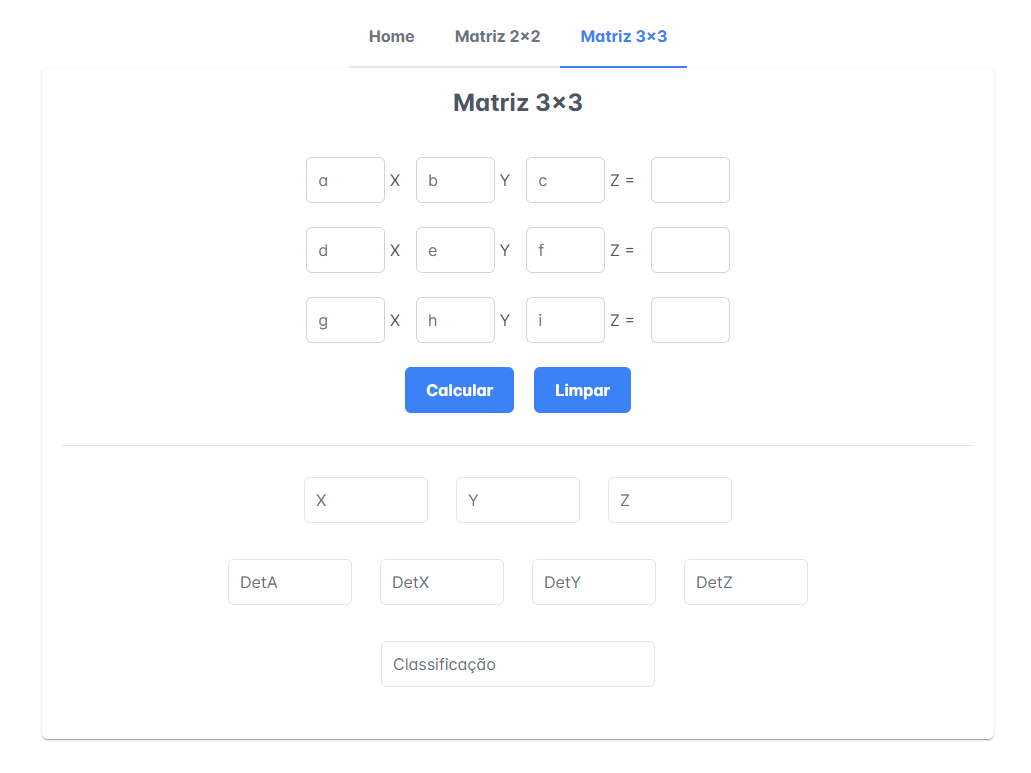 Home Matriz 2×2 Matriz 3×3
Matriz 3×3
a X b Y c Z =
d X e Y f Z =
g X h Y i Z =
Calcular Limpar
X Y Z
DetA DetX DetY DetZ
Classificação